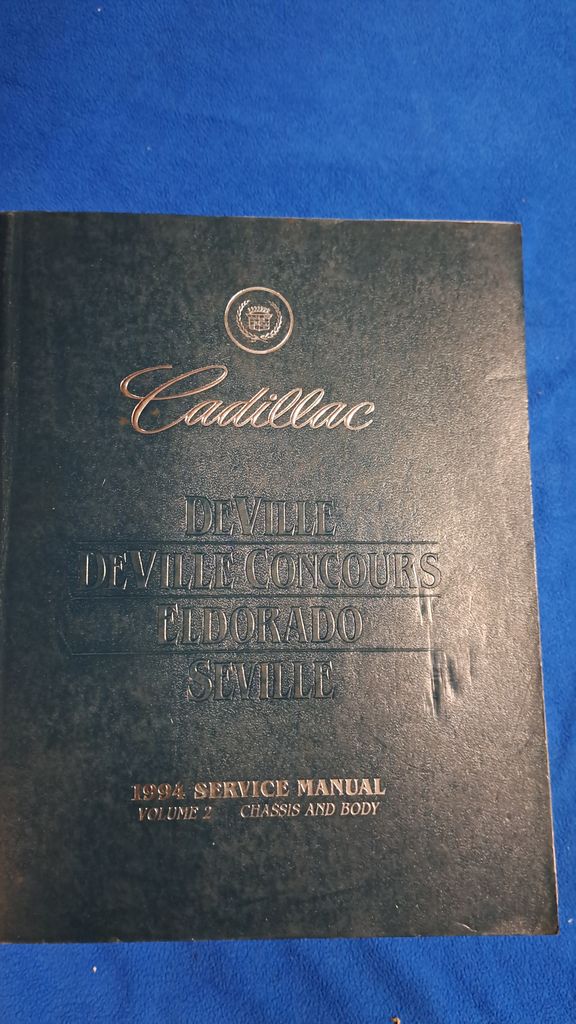 Cadillac
DEVILLE
DEVILLE CONCOURS
ELDORADO
SEVILLE
1994 SERVICE MANUAL
VOLUME 2 CHASSIS AND BODY